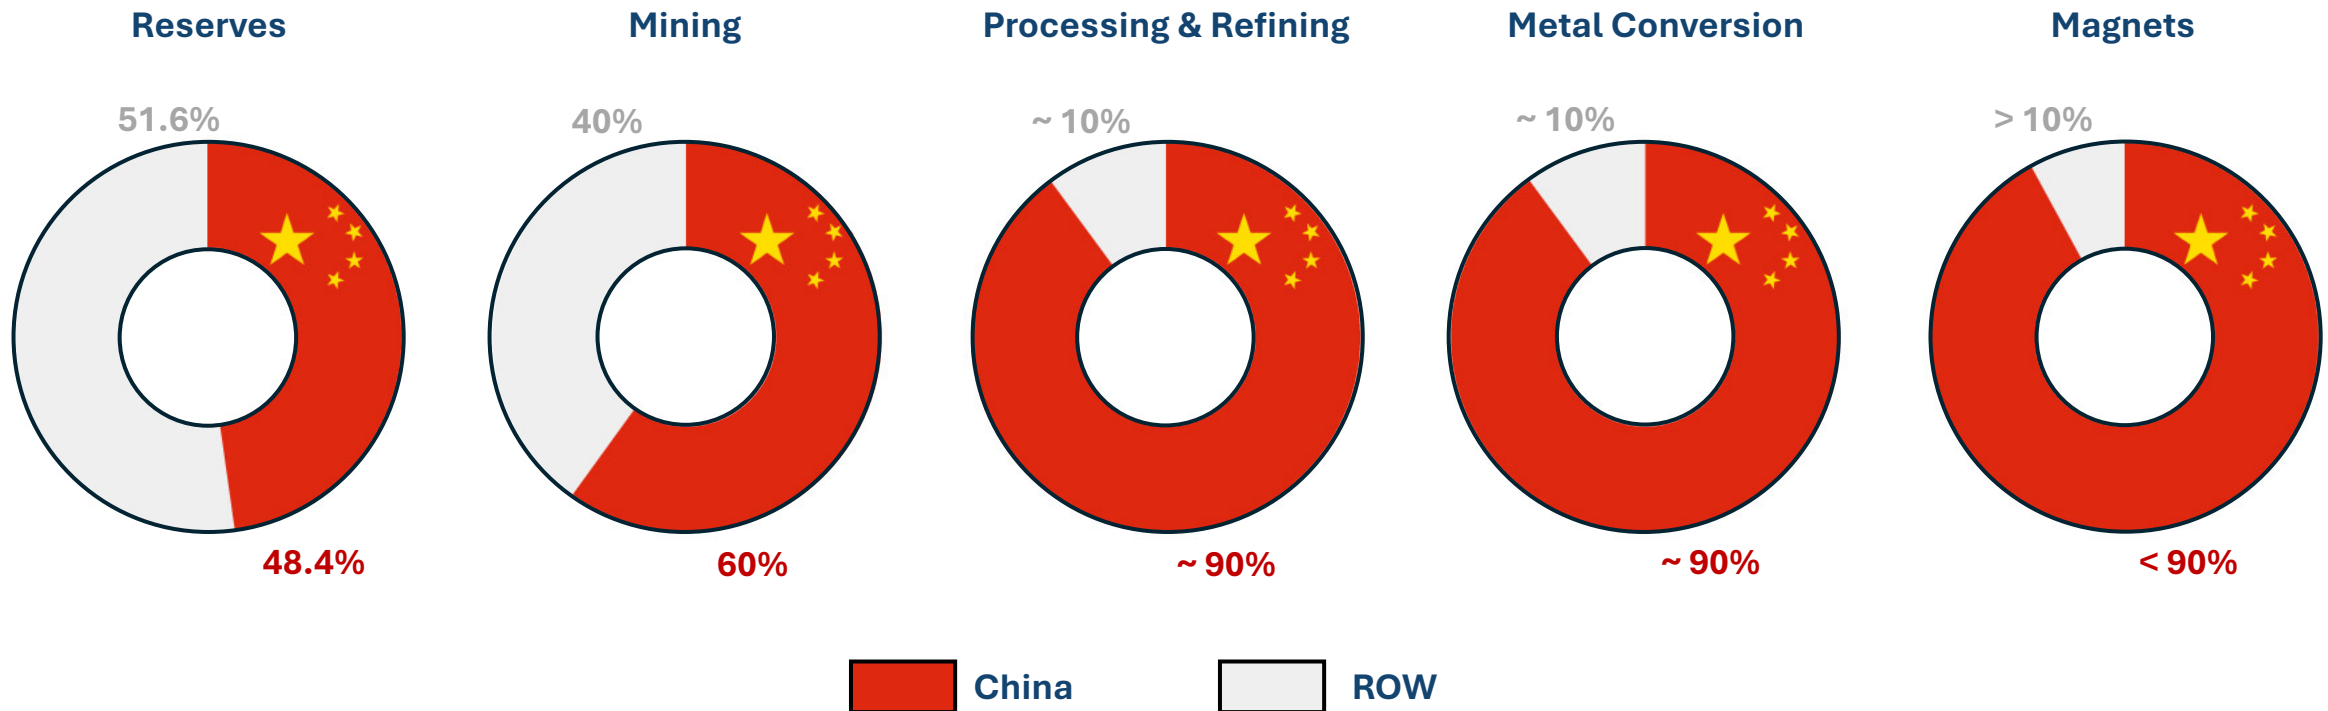 Reserves
Mining
Processing & Refining
Metal Conversion
Magnets
51.6%
40%
~ 10%
~ 10%
> 10%
48.4%
60%
~ 90%
~ 90%
< 90%
China
ROW